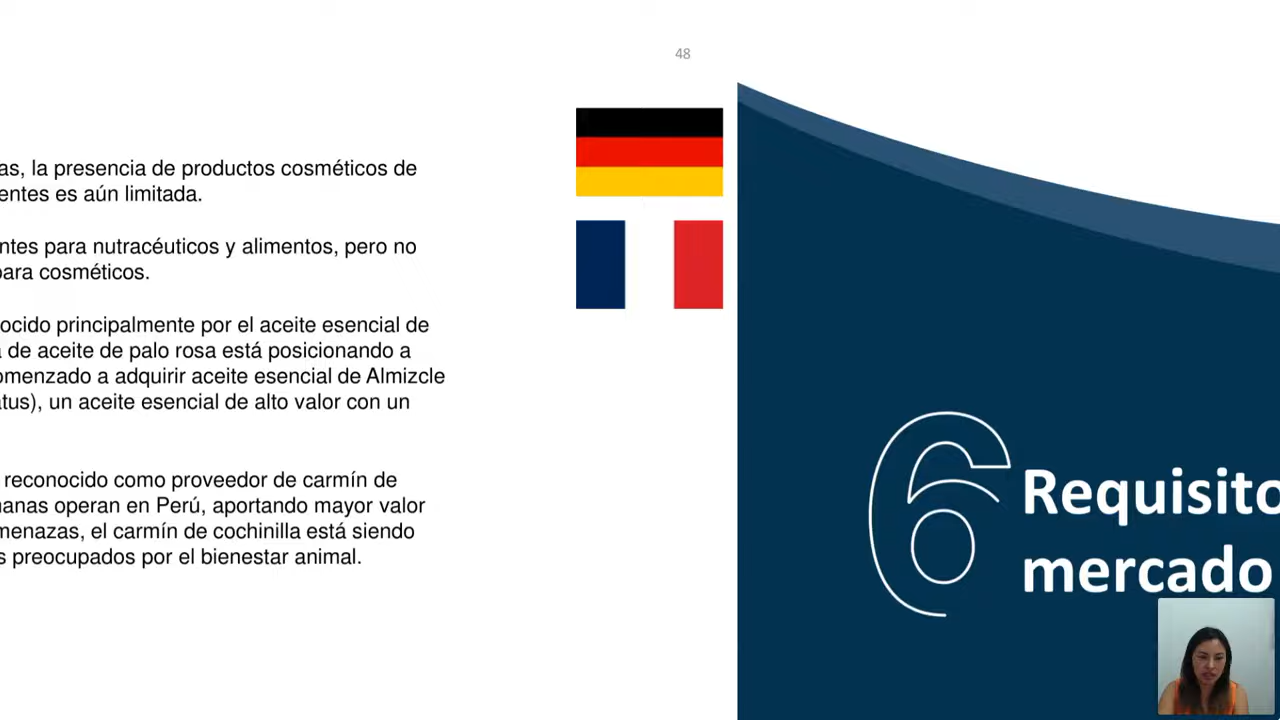 48
as, la presencia de productos cosméticos de
entes es aún limitada.
ntes para nutracéuticos y alimentos, pero no
para cosméticos.
ocido principalmente por el aceite esencial de
de aceite de palo rosa está posicionando a
omenzado a adquirir aceite esencial de Almizcle
atus), un aceite esencial de alto valor con un
reconocido como proveedor de carmín de
manas operan en Perú, aportando mayor valor
menazas, el carmín de cochinilla está siendo
s preocupados por el bienestar animal.
6
Requisito
mercado